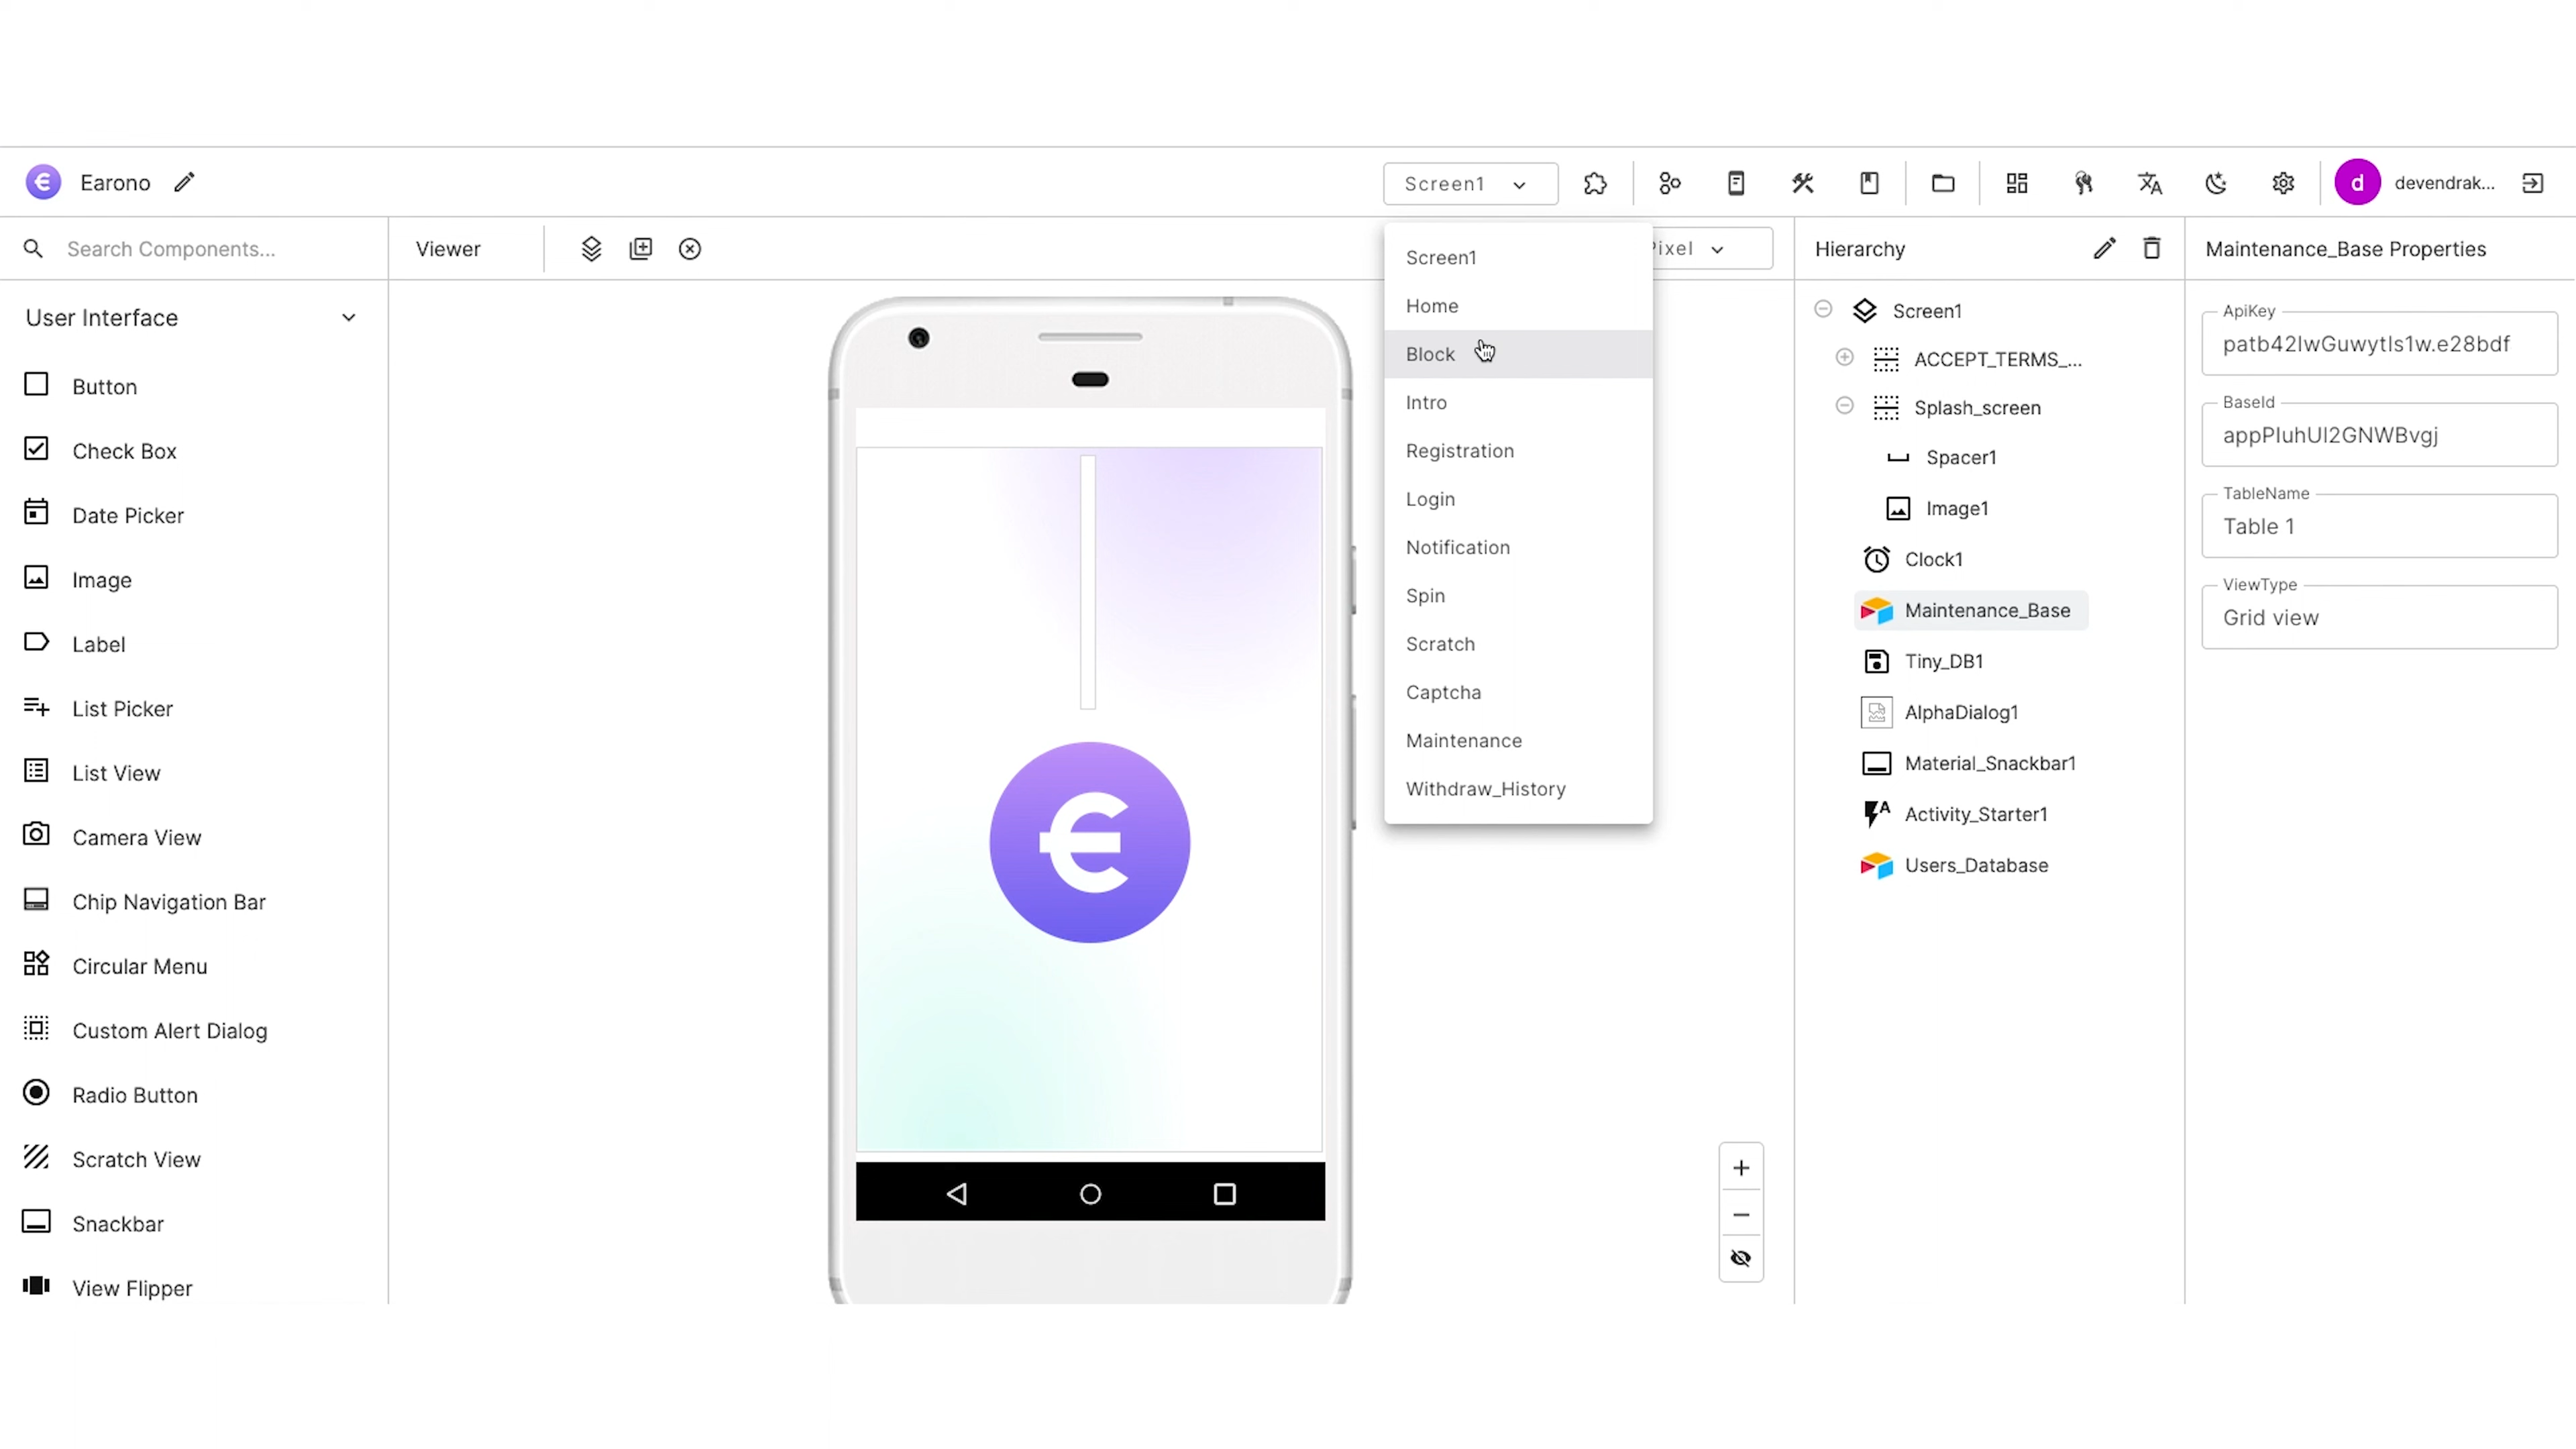 Earono
Screen1
devendrak...
d
Search Components...
Viewer
Pixel
Hierarchy
Maintenance_Base Properties
User Interface
Button
Check Box
Date Picker
Image
Label
List Picker
List View
Camera View
Chip Navigation Bar
Circular Menu
Custom Alert Dialog
Radio Button
Scratch View
Snackbar
View Flipper
Screen1
Home
Block
Intro
Registration
Login
Notification
Spin
Scratch
Captcha
Maintenance
Withdraw_History
Screen1
ACCEPT_TERMS_...
Splash_screen
Spacer1
Image1
Clock1
Maintenance_Base
Tiny_DB1
AlphaDialog1
Material_Snackbar1
Activity_Starter1
Users_Database
ApiKey
patb42lwGuwytls1w.e28bdf
BaseId
appPIuhUI2GNWBvgj
TableName
Table 1
ViewType
Grid view